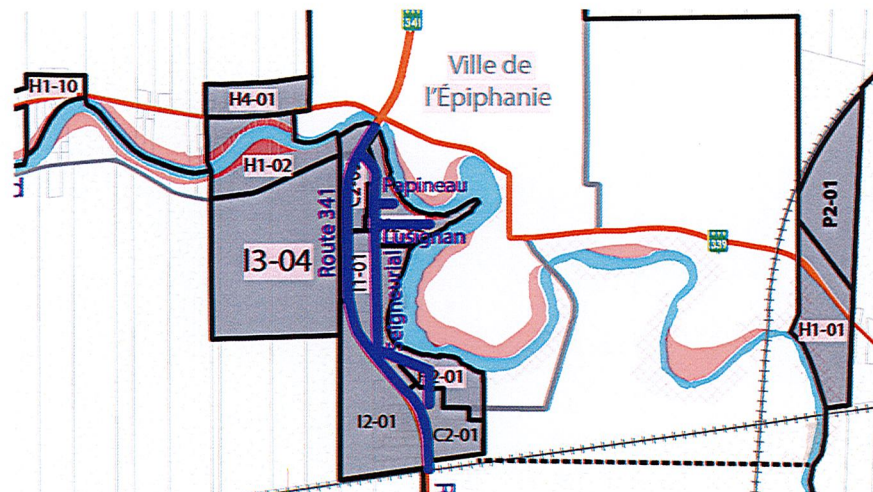 341
Ville de
l'Épiphanie
H1-10
H4-01
H1-02
Papineau
P2-01
Route 341
Lusignan
I3-04
339
I1-01
Seigneurial
H1-01
I2-01
C2-01